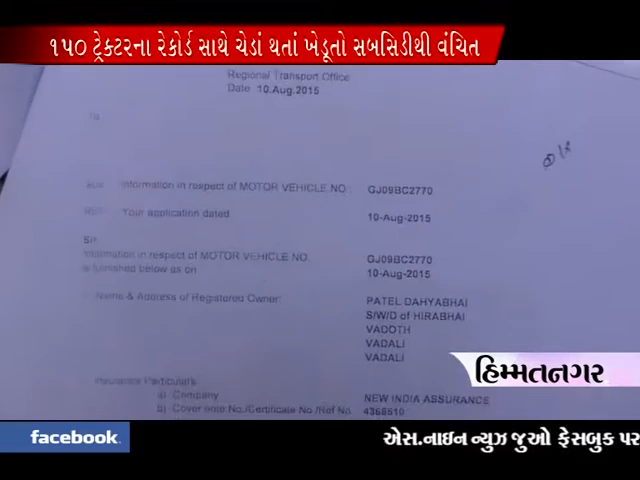 ૧૫૦ ટ્રેક્ટરના રેકોર્ડ સાથે ચેડાં થતાં ખેડૂતો સબસિડીથી વંચિત
Regional Transport Office
Date 10.Aug.2015
To
Information in respect of MOTOR VEHICLE NO : GJ09BC2770
Your application dated 10-Aug-2015
Sir
Information in respect of MOTOR VEHICLE NO. GJ09BC2770
is furnished below as on 10-Aug-2015
Name & Address of Registered Owner: PATEL DAHYABHAI
S/W/D of HIRABHAI
VADOTH
VADALI
VADALI
હિમ્મતનગર
Insurance Particulars
a) Company NEW INDIA ASSURANCE
b) Cover note No./Certificate No /Ref No. 4366510
facebook
એસ.નાઇન ન્યુઝ જુઓ ફેસબુક પર